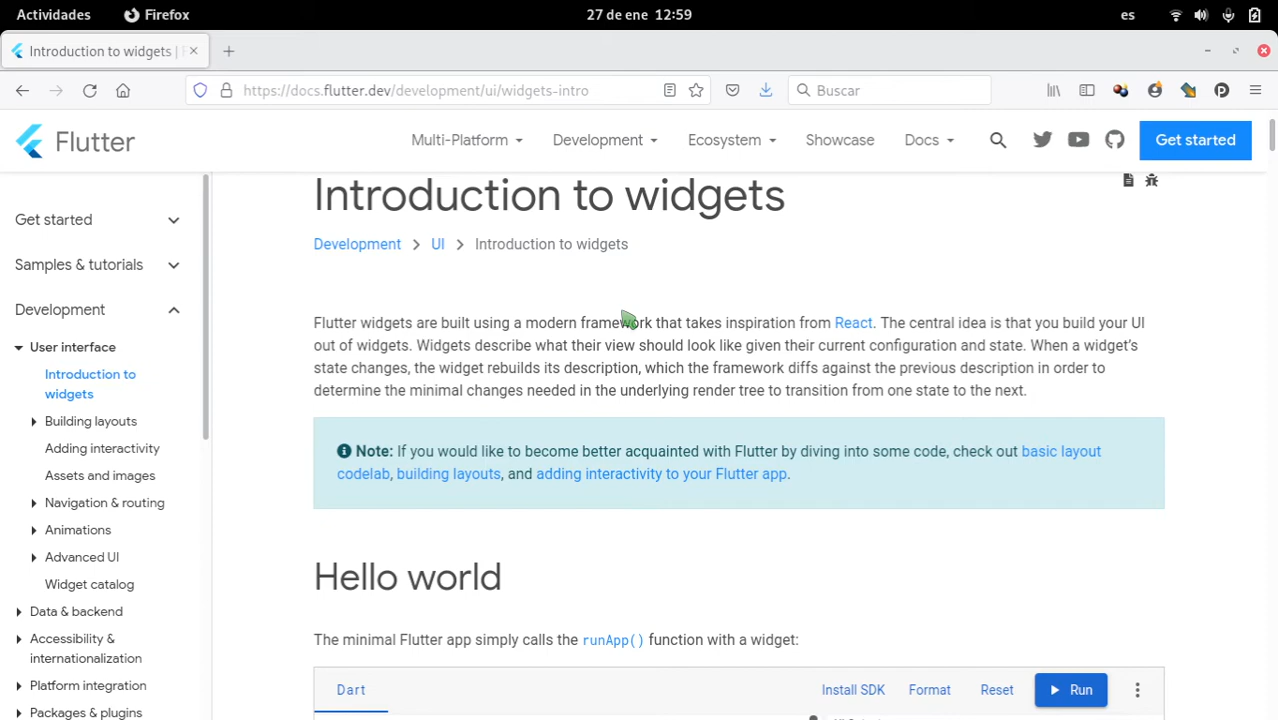 Actividades Firefox 27 de ene 12:59 es
Introduction to widgets |
https://docs.flutter.dev/development/ui/widgets-intro Buscar
Flutter Multi-Platform Development Ecosystem Showcase Docs Get started
Get started
Samples & tutorials
Development
User interface
Introduction to
widgets
Building layouts
Adding interactivity
Assets and images
Navigation & routing
Animations
Advanced UI
Widget catalog
Data & backend
Accessibility &
internationalization
Platform integration
Packages & plugins
Introduction to widgets
Development > UI > Introduction to widgets
Flutter widgets are built using a modern framework that takes inspiration from React. The central idea is that you build your UI
out of widgets. Widgets describe what their view should look like given their current configuration and state. When a widget's
state changes, the widget rebuilds its description, which the framework diffs against the previous description in order to
determine the minimal changes needed in the underlying render tree to transition from one state to the next.
Note: If you would like to become better acquainted with Flutter by diving into some code, check out basic layout
codelab, building layouts, and adding interactivity to your Flutter app.
Hello world
The minimal Flutter app simply calls the runApp() function with a widget:
Dart Install SDK Format Reset Run